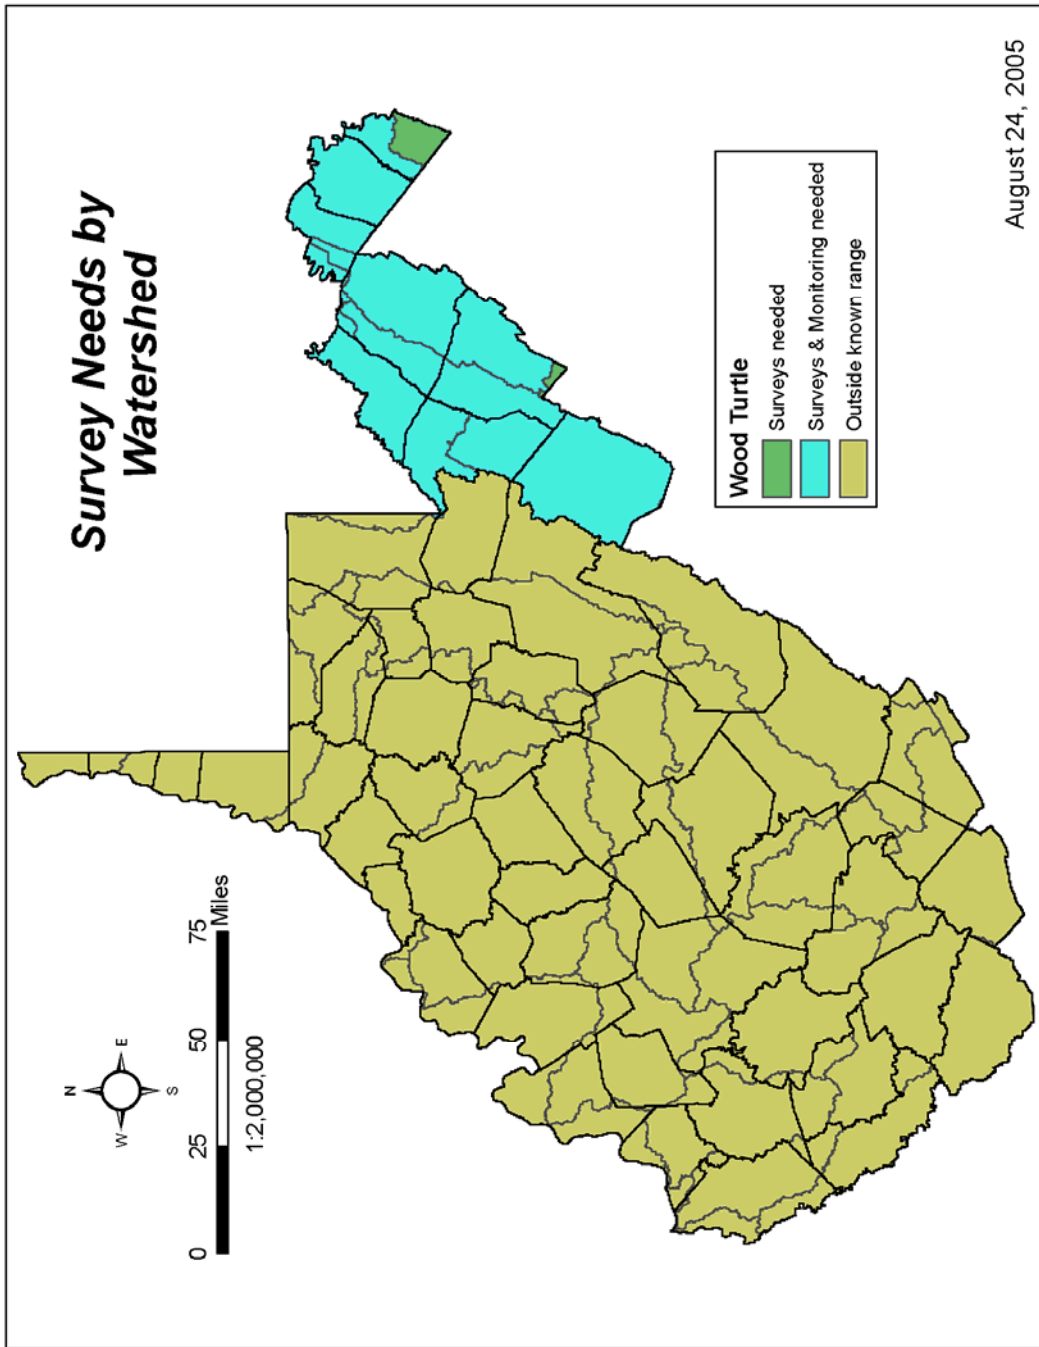 Survey Needs by
Watershed
N
W
E
S
0
25
50
75
Miles
1:2,000,000
Wood Turtle
Surveys needed
Surveys & Monitoring needed
Outside known range
August 24, 2005